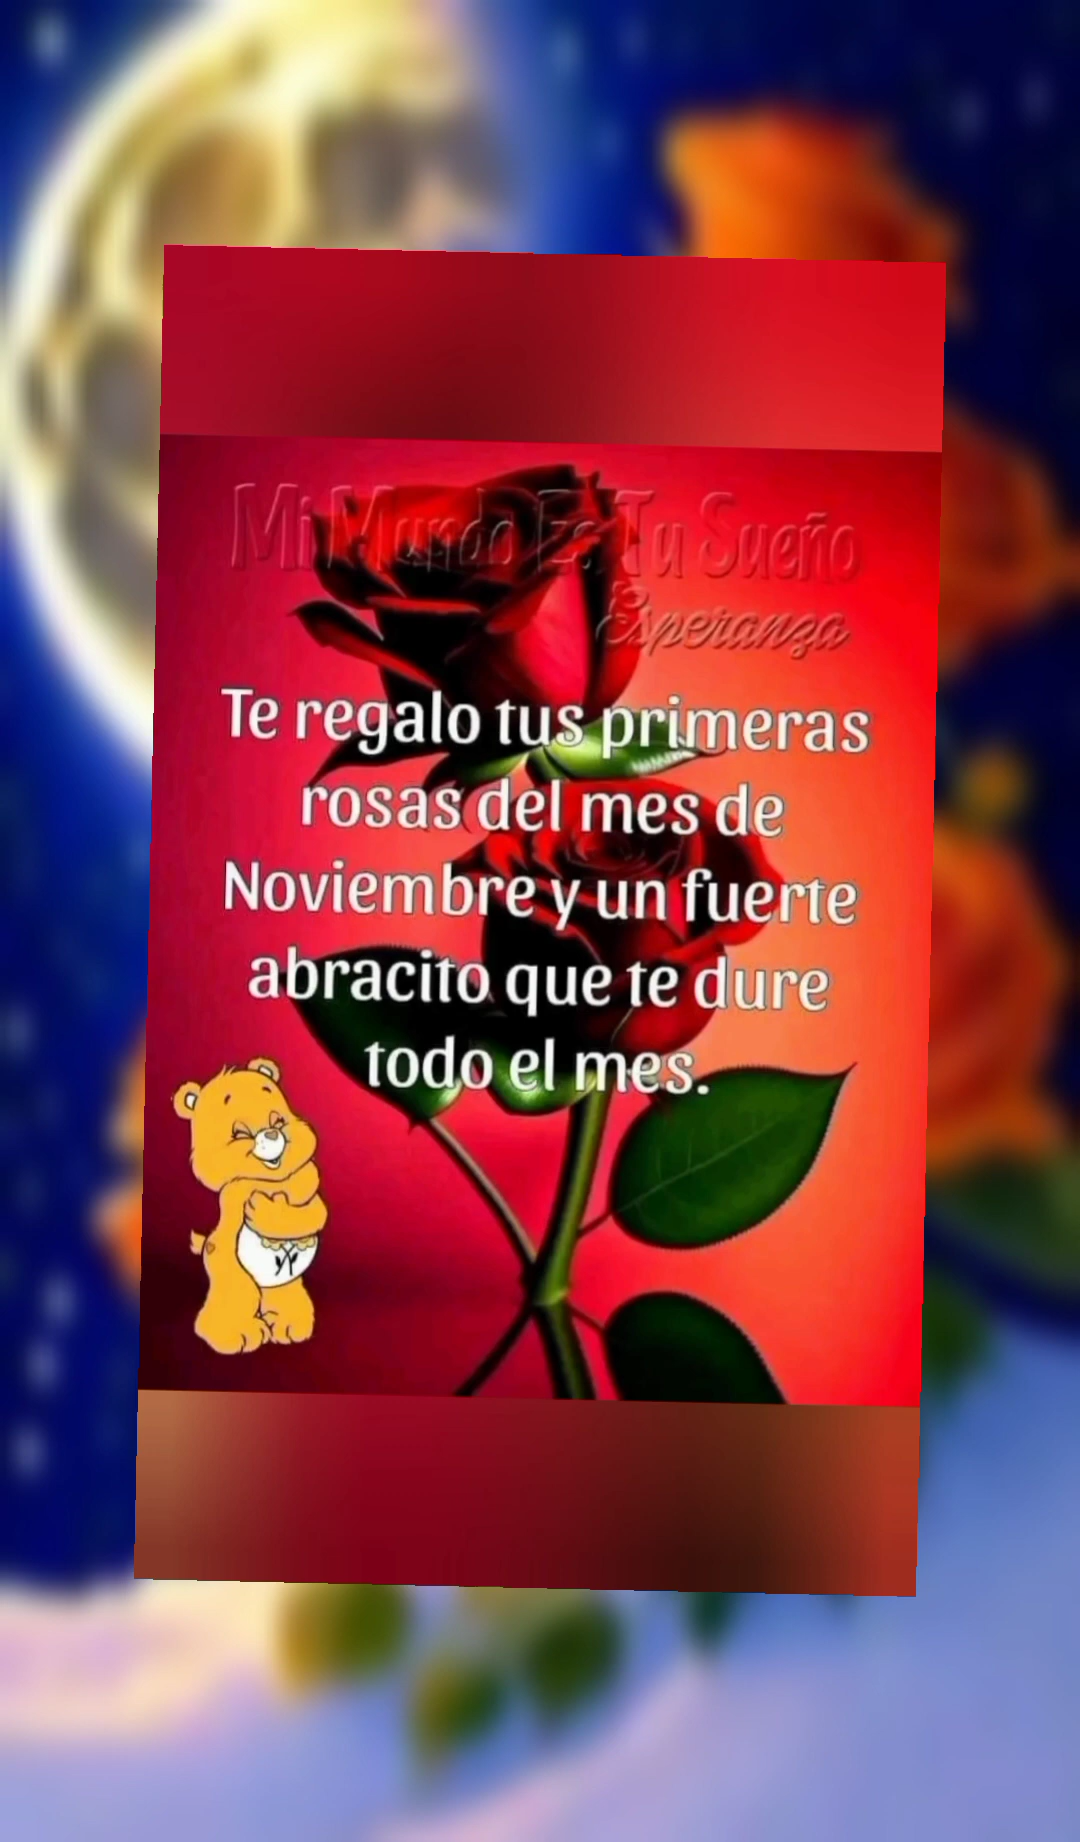 Mi Mundo Es Tu Sueño
Esperanza
Te regalo tus primeras
rosas del mes de
Noviembre y un fuerte
abracito que te dure
todo el mes.